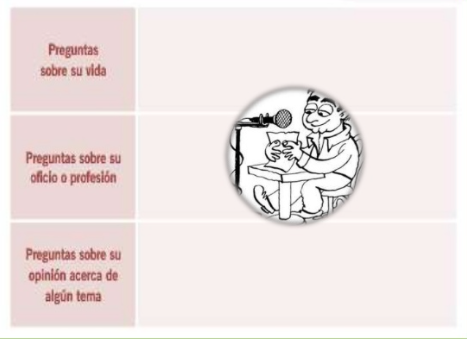 Preguntas
sobre su vida
Preguntas sobre su
oficio o profesión
Preguntas sobre su
opinión acerca de
algún tema